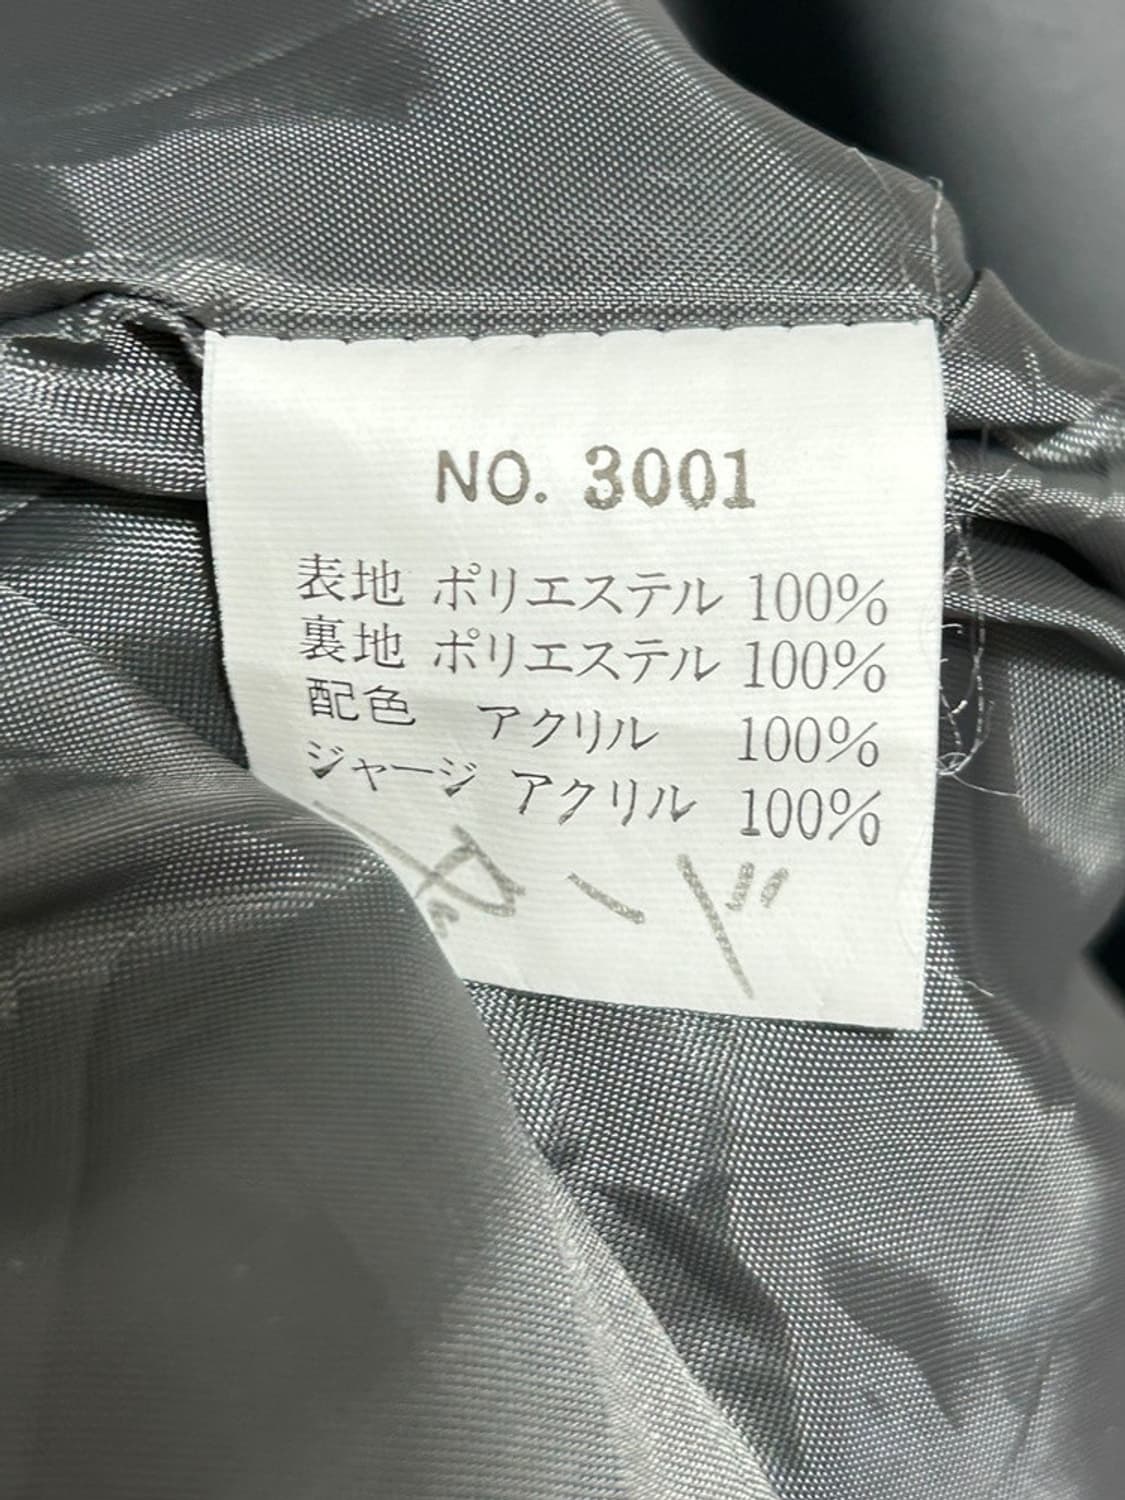 NO. 3001
表地 ポリエステル 100%
裏地 ポリエステル 100%
配色 アクリル 100%
ジャージ アクリル 100%